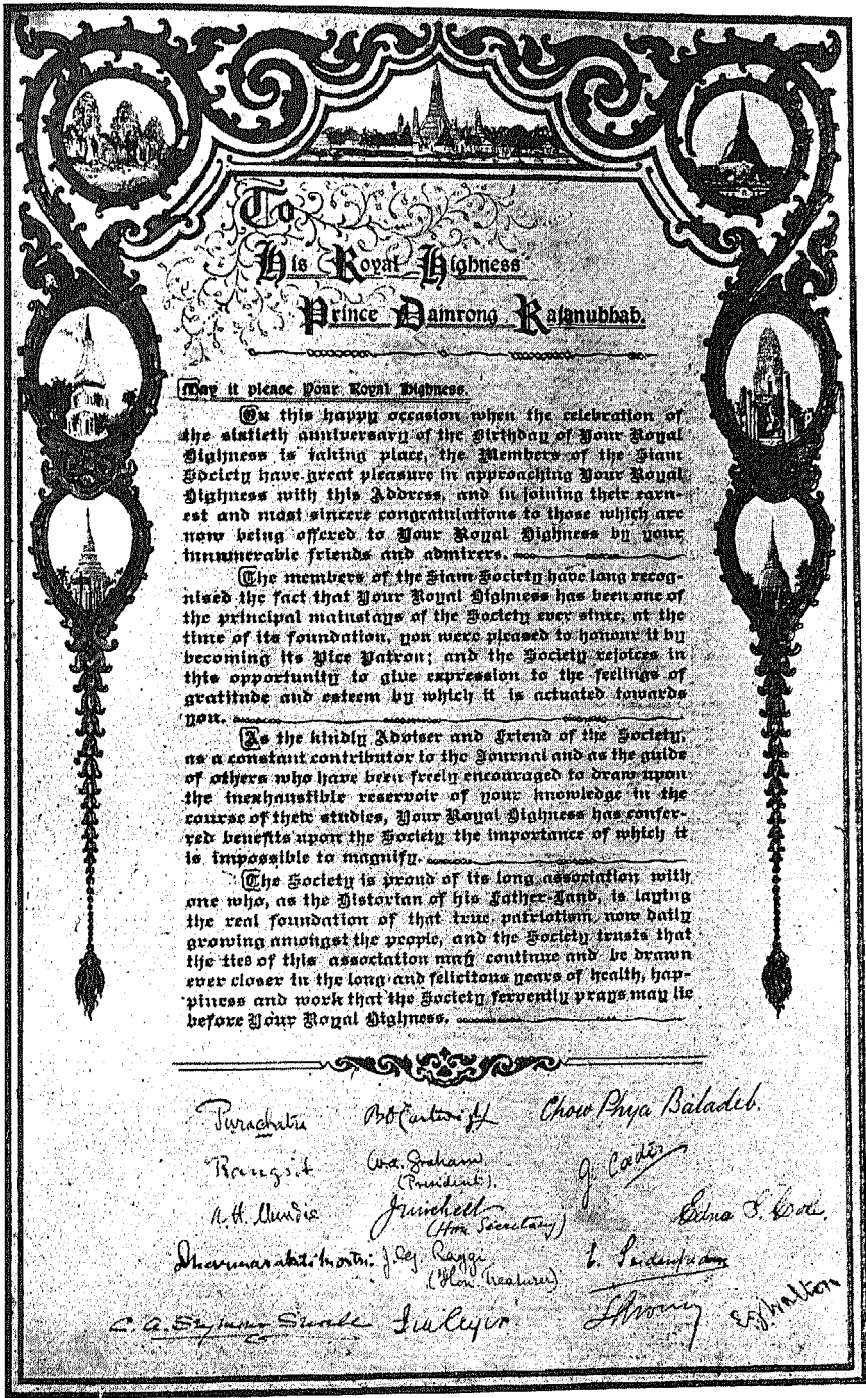 To
His Royal Highness
Prince Damrong Rajanubhab.
May it please Your Royal Highness.
On this happy occasion when the celebration of
the sixtieth anniversary of the Birthday of Your Royal
Highness is taking place, the Members of the Siam
Society have great pleasure in approaching Your Royal
Highness with this Address, and in joining their earn-
est and most sincere congratulations to those which are
now being offered to Your Royal Highness by your
innumerable friends and admirers.
The members of the Siam Society have long recog-
nised the fact that Your Royal Highness has been one of
the principal mainstays of the Society ever since, at the
time of its foundation, you were pleased to honour it by
becoming its Vice Patron; and the Society rejoices in
this opportunity to give expression to the feelings of
gratitude and esteem by which it is actuated towards
you.
As the kindly Adviser and Friend of the Society,
as a constant contributor to the Journal and as the guide
of others who have been freely encouraged to draw upon
the inexhaustible reservoir of your knowledge in the
course of their studies, Your Royal Highness has confer-
red benefits upon the Society the importance of which it
is impossible to magnify.
The Society is proud of its long association with
one who, as the Historian of his Father-Land, is laying
the real foundation of that true patriotism now daily
growing amongst the people, and the Society trusts that
the ties of this association may continue and be drawn
ever closer in the long and felicitous years of health, hap-
piness and work that the Society fervently prays may lie
before Your Royal Highness.
Purachatra BO Cartwright Chow Phya Baladeb.
Rangsit W.A. Graham G. Coedès
(President).
A. H. Mundie J Mitchell Edna S. Cole.
(Hon Secretary)
J. Raggi
(Hon Treasurer) E. Seidenfaden
C. A. Seymour Sewell E.J. Walton